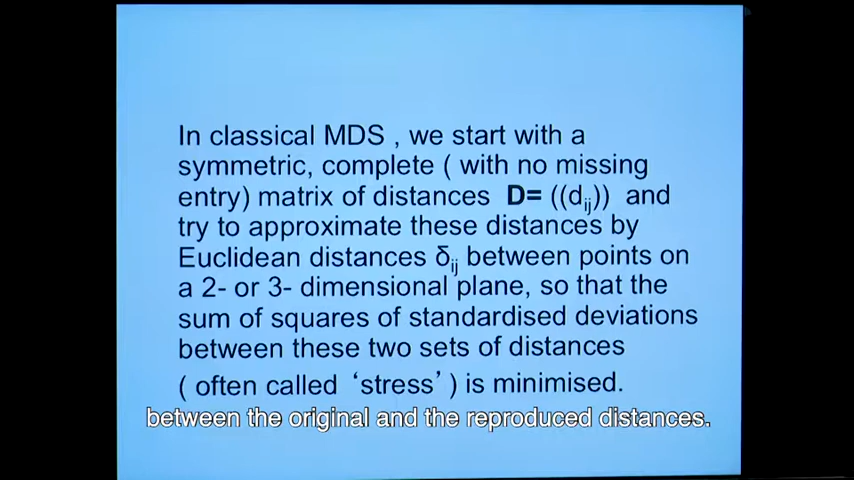 In classical MDS , we start with a
symmetric, complete ( with no missing
entry) matrix of distances D= ((dij)) and
try to approximate these distances by
Euclidean distances δij between points on
a 2- or 3- dimensional plane, so that the
sum of squares of standardised deviations
between these two sets of distances
( often called ‘stress’ ) is minimised.
between the original and the reproduced distances.